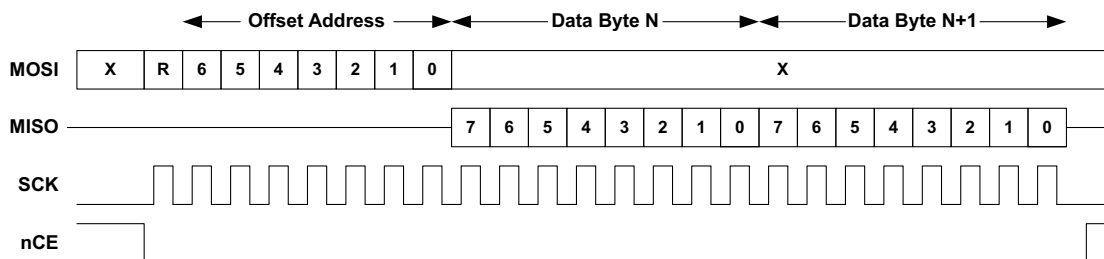 Offset Address Data Byte N Data Byte N+1
MOSI X R 6 5 4 3 2 1 0 X
MISO 7 6 5 4 3 2 1 0 7 6 5 4 3 2 1 0
SCK
nCE